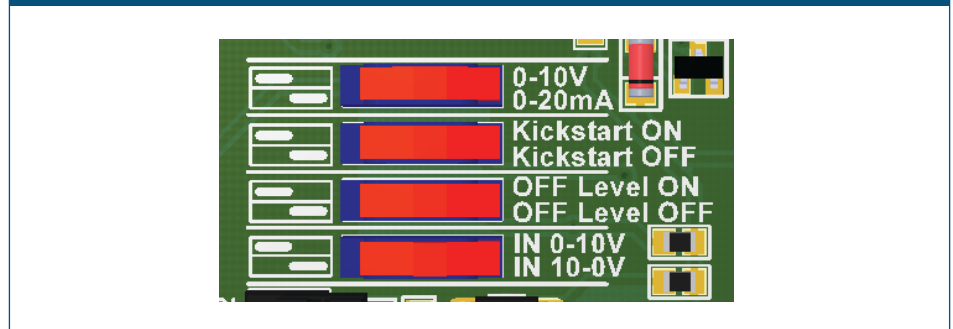 0-10V
0-20mA
Kickstart ON
Kickstart OFF
OFF Level ON
OFF Level OFF
IN 0-10V
IN 10-0V